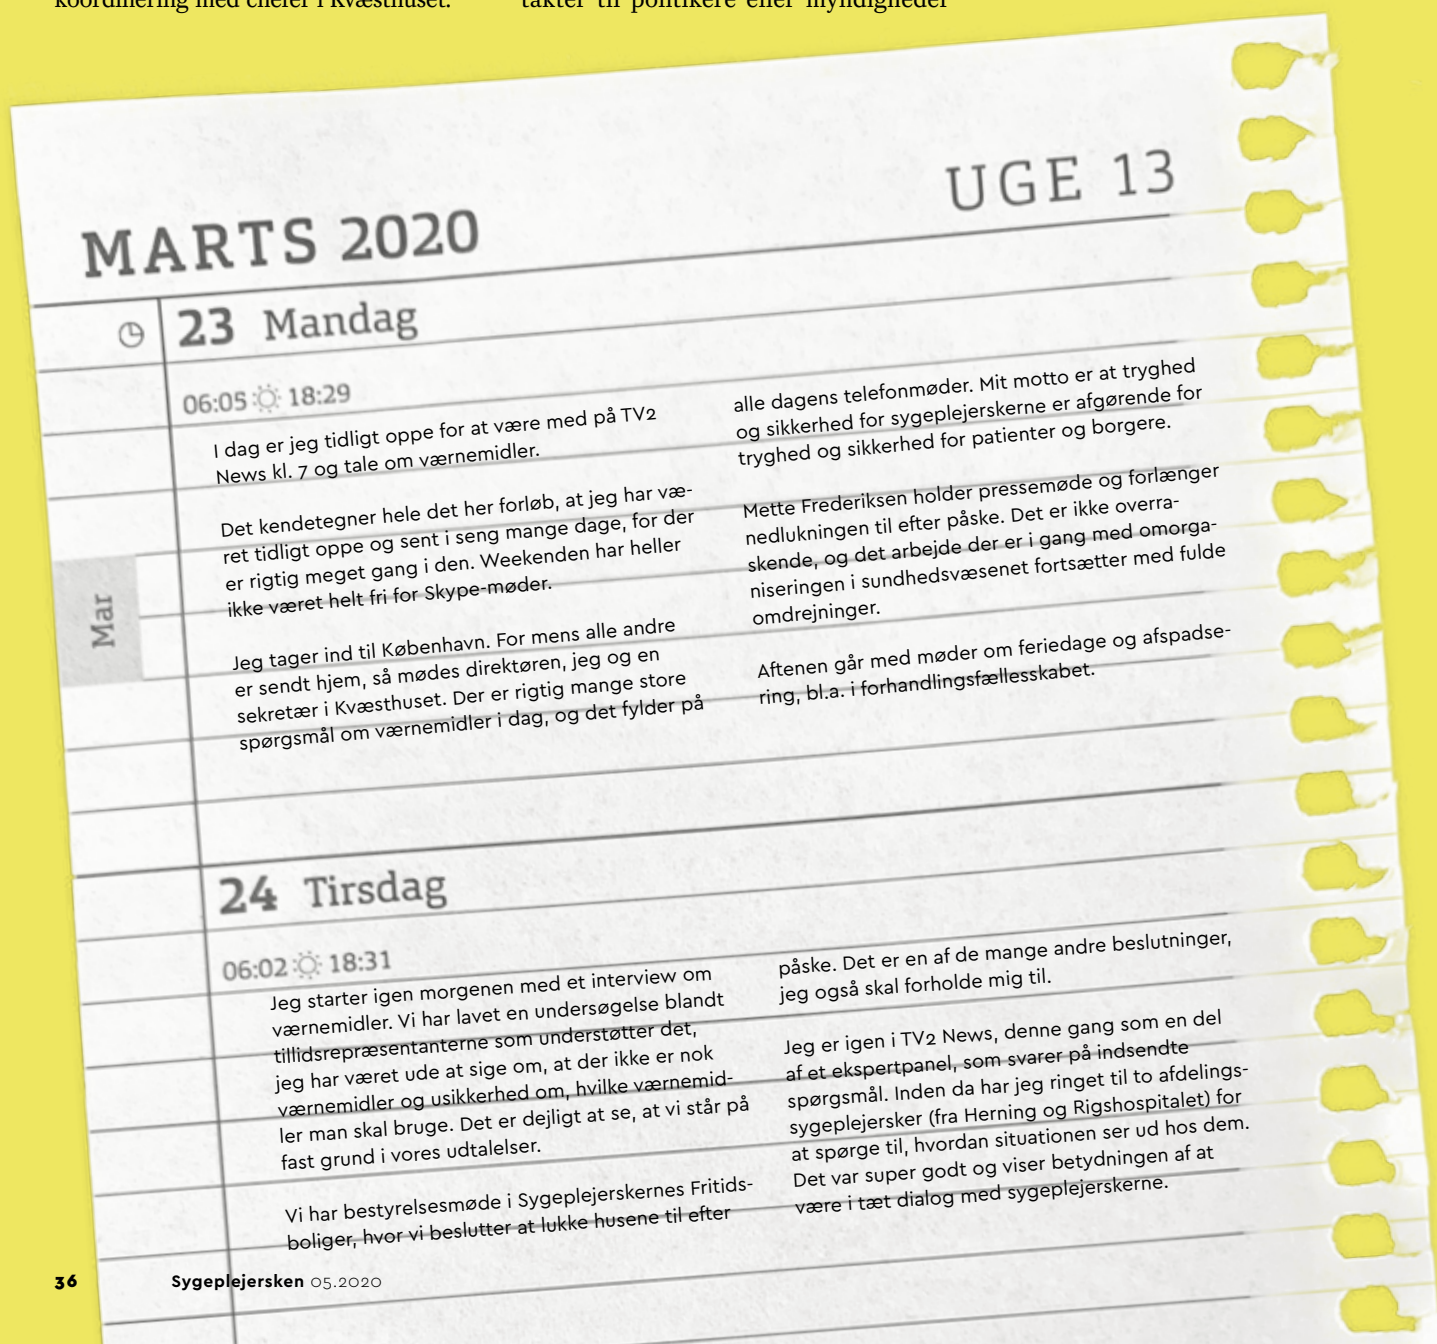 koordinering med chefer i Kvæsthuset.
takter til politikere eller myndigheder
MARTS 2020
UGE 13
23 Mandag
06:05 18:29
I dag er jeg tidligt oppe for at være med på TV2
News kl. 7 og tale om værnemidler.
Det kendetegner hele det her forløb, at jeg har væ-
ret tidligt oppe og sent i seng mange dage, for der
er rigtig meget gang i den. Weekenden har heller
ikke været helt fri for Skype-møder.
Jeg tager ind til København. For mens alle andre
er sendt hjem, så mødes direktøren, jeg og en
sekretær i Kvæsthuset. Der er rigtig mange store
spørgsmål om værnemidler i dag, og det fylder på
alle dagens telefonmøder. Mit motto er at tryghed
og sikkerhed for sygeplejerskerne er afgørende for
tryghed og sikkerhed for patienter og borgere.
Mette Frederiksen holder pressemøde og forlænger
nedlukningen til efter påske. Det er ikke overra-
skende, og det arbejde der er i gang med omorga-
niseringen i sundhedsvæsenet fortsætter med fulde
omdrejninger.
Aftenen går med møder om feriedage og afspadse-
ring, bl.a. i forhandlingsfællesskabet.
Mar
24 Tirsdag
06:02 18:31
Jeg starter igen morgenen med et interview om
værnemidler. Vi har lavet en undersøgelse blandt
tillidsrepræsentanterne som understøtter det,
jeg har været ude at sige om, at der ikke er nok
værnemidler og usikkerhed om, hvilke værnemid-
ler man skal bruge. Det er dejligt at se, at vi står på
fast grund i vores udtalelser.
Vi har bestyrelsesmøde i Sygeplejerskernes Fritids-
boliger, hvor vi beslutter at lukke husene til efter
påske. Det er en af de mange andre beslutninger,
jeg også skal forholde mig til.
Jeg er igen i TV2 News, denne gang som en del
af et ekspertpanel, som svarer på indsendte
spørgsmål. Inden da har jeg ringet til to afdelings-
sygeplejersker (fra Herning og Rigshospitalet) for
at spørge til, hvordan situationen ser ud hos dem.
Det var super godt og viser betydningen af at
være i tæt dialog med sygeplejerskerne.
36 Sygeplejersken 05.2020